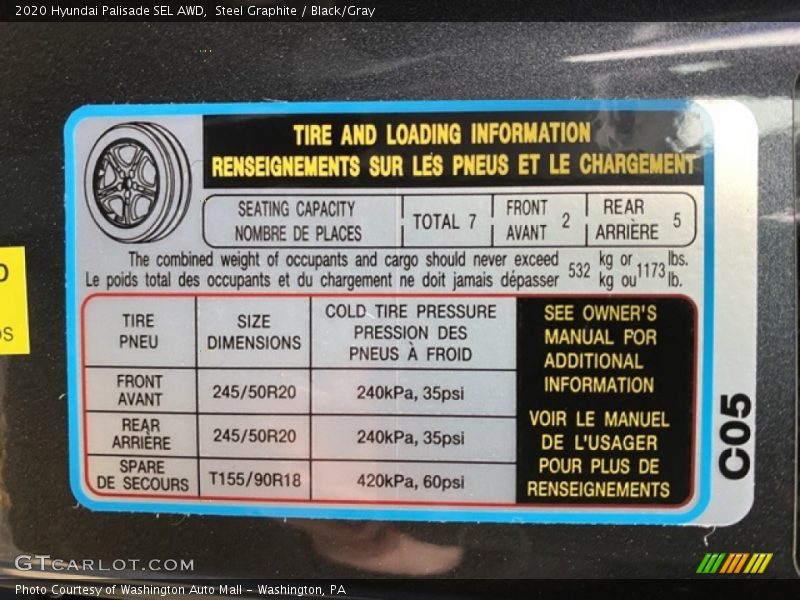 2020 Hyundai Palisade SEL AWD, Steel Graphite / Black/Gray
TIRE AND LOADING INFORMATION
RENSEIGNEMENTS SUR LES PNEUS ET LE CHARGEMENT
SEATING CAPACITY
NOMBRE DE PLACES
TOTAL 7
FRONT
AVANT
2
REAR
ARRIÈRE
5
The combined weight of occupants and cargo should never exceed
Le poids total des occupants et du chargement ne doit jamais dépasser
532
kg or
kg ou
1173
lbs.
lb.
TIRE
PNEU
SIZE
DIMENSIONS
COLD TIRE PRESSURE
PRESSION DES
PNEUS À FROID
FRONT
AVANT
245/50R20
240kPa, 35psi
REAR
ARRIÈRE
245/50R20
240kPa, 35psi
SPARE
DE SECOURS
T155/90R18
420kPa, 60psi
SEE OWNER'S
MANUAL FOR
ADDITIONAL
INFORMATION
VOIR LE MANUEL
DE L'USAGER
POUR PLUS DE
RENSEIGNEMENTS
C05
GTCARLOT.COM
Photo Courtesy of Washington Auto Mall - Washington, PA